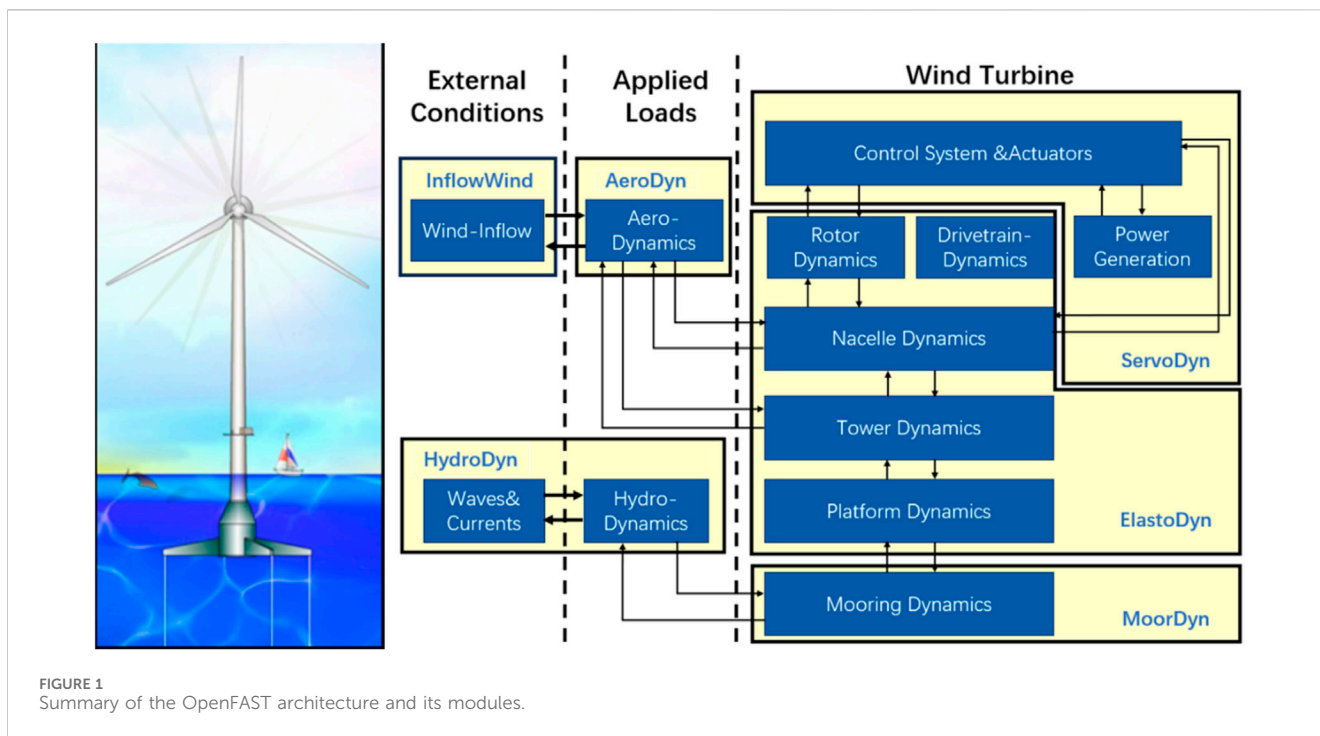 External
Conditions
Applied
Loads
Wind Turbine
Control System &Actuators
InflowWind
AeroDyn
Wind-Inflow
Aero-
Dynamics
Rotor
Dynamics
Drivetrain-
Dynamics
Power
Generation
Nacelle Dynamics
ServoDyn
Tower Dynamics
HydroDyn
Waves&
Currents
Hydro-
Dynamics
Platform Dynamics
ElastoDyn
Mooring Dynamics
MoorDyn
FIGURE 1
Summary of the OpenFAST architecture and its modules.